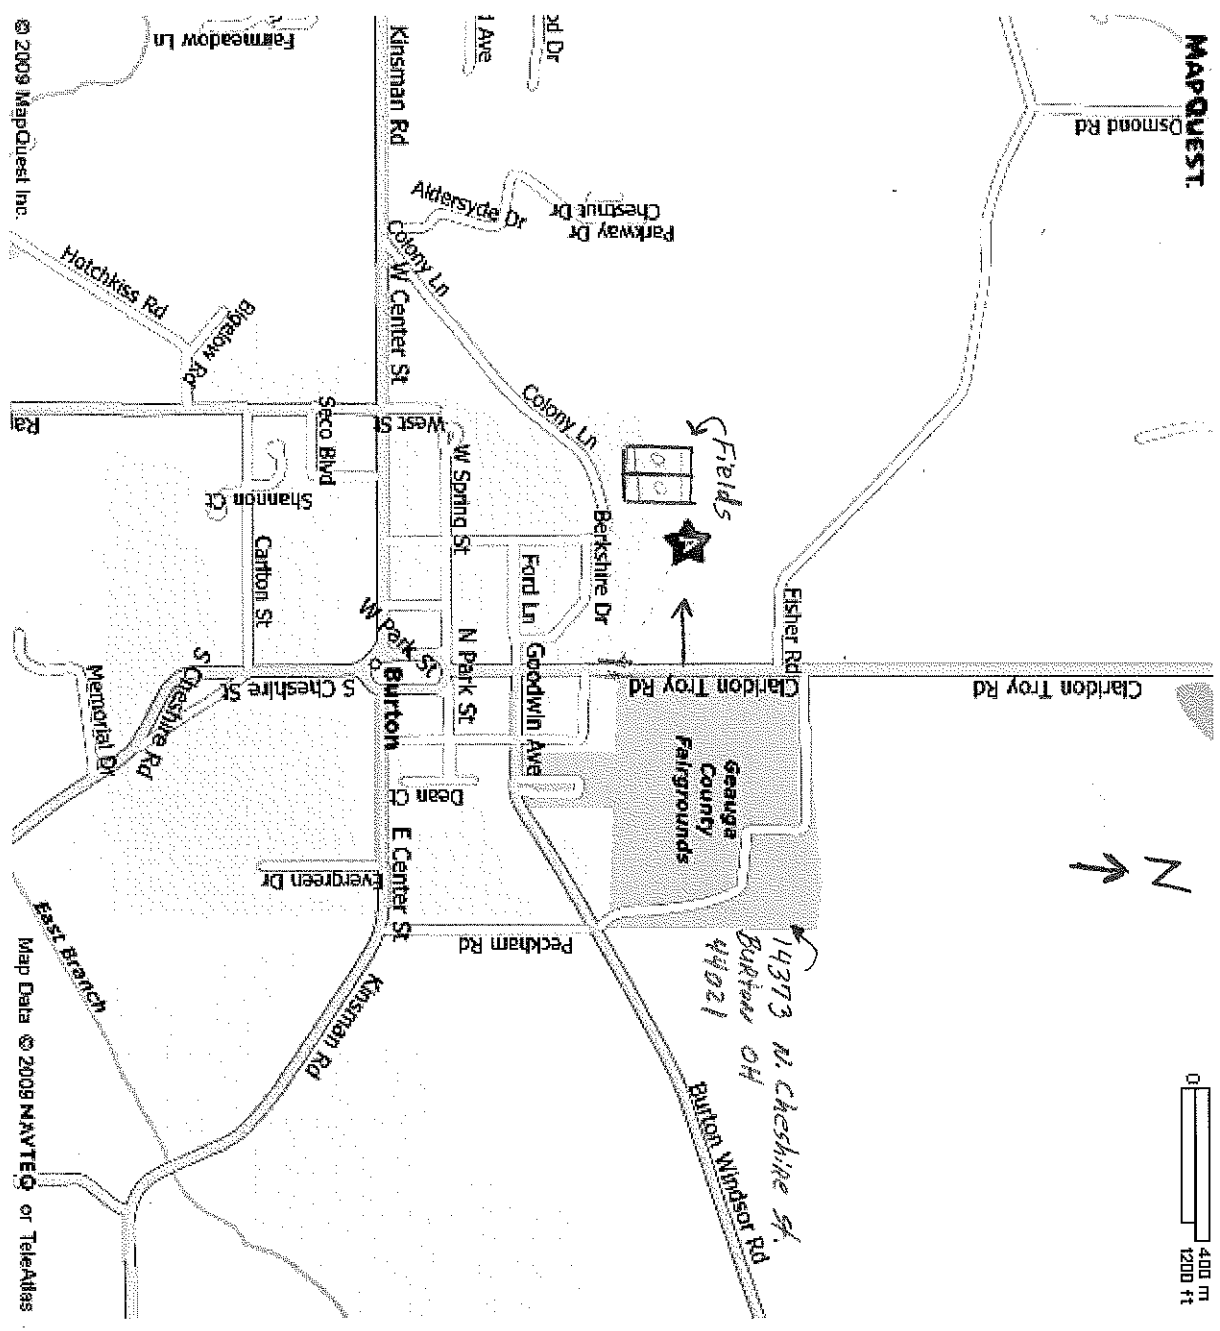 MAPQUEST.
0
400 m
1200 ft
Osmond Rd
od Dr
l Ave
Kinsman Rd
Fairmeadow Ln
Aldersyde Dr
Chestnut Dr
Parkway Dr
Colony Ln
W Center St
Hotchkiss Rd
Bigelow Rd
Seco Blvd
West St
Colony Ln
Fields
A
Ra
Shannon Ct
W Spring St
Berkshire Dr
Ford Ln
Carlton St
Fisher Rd
W Park St
N Park St
Goodwin Ave
Claridon Troy Rd
Claridon Troy Rd
S Cheshire St
S Cheshire Rd
Burton
Memorial Dr
Dean Ct
Geauga
County
Fairgrounds
E Center St
Evergreen Dr
N
East Branch
Peckham Rd
Kinsman Rd
14373 N. Cheshire St.
Burton OH
44021
Burton Windsor Rd
© 2009 MapQuest Inc.
Map Data © 2009 NAVTEQ or TeleAtlas